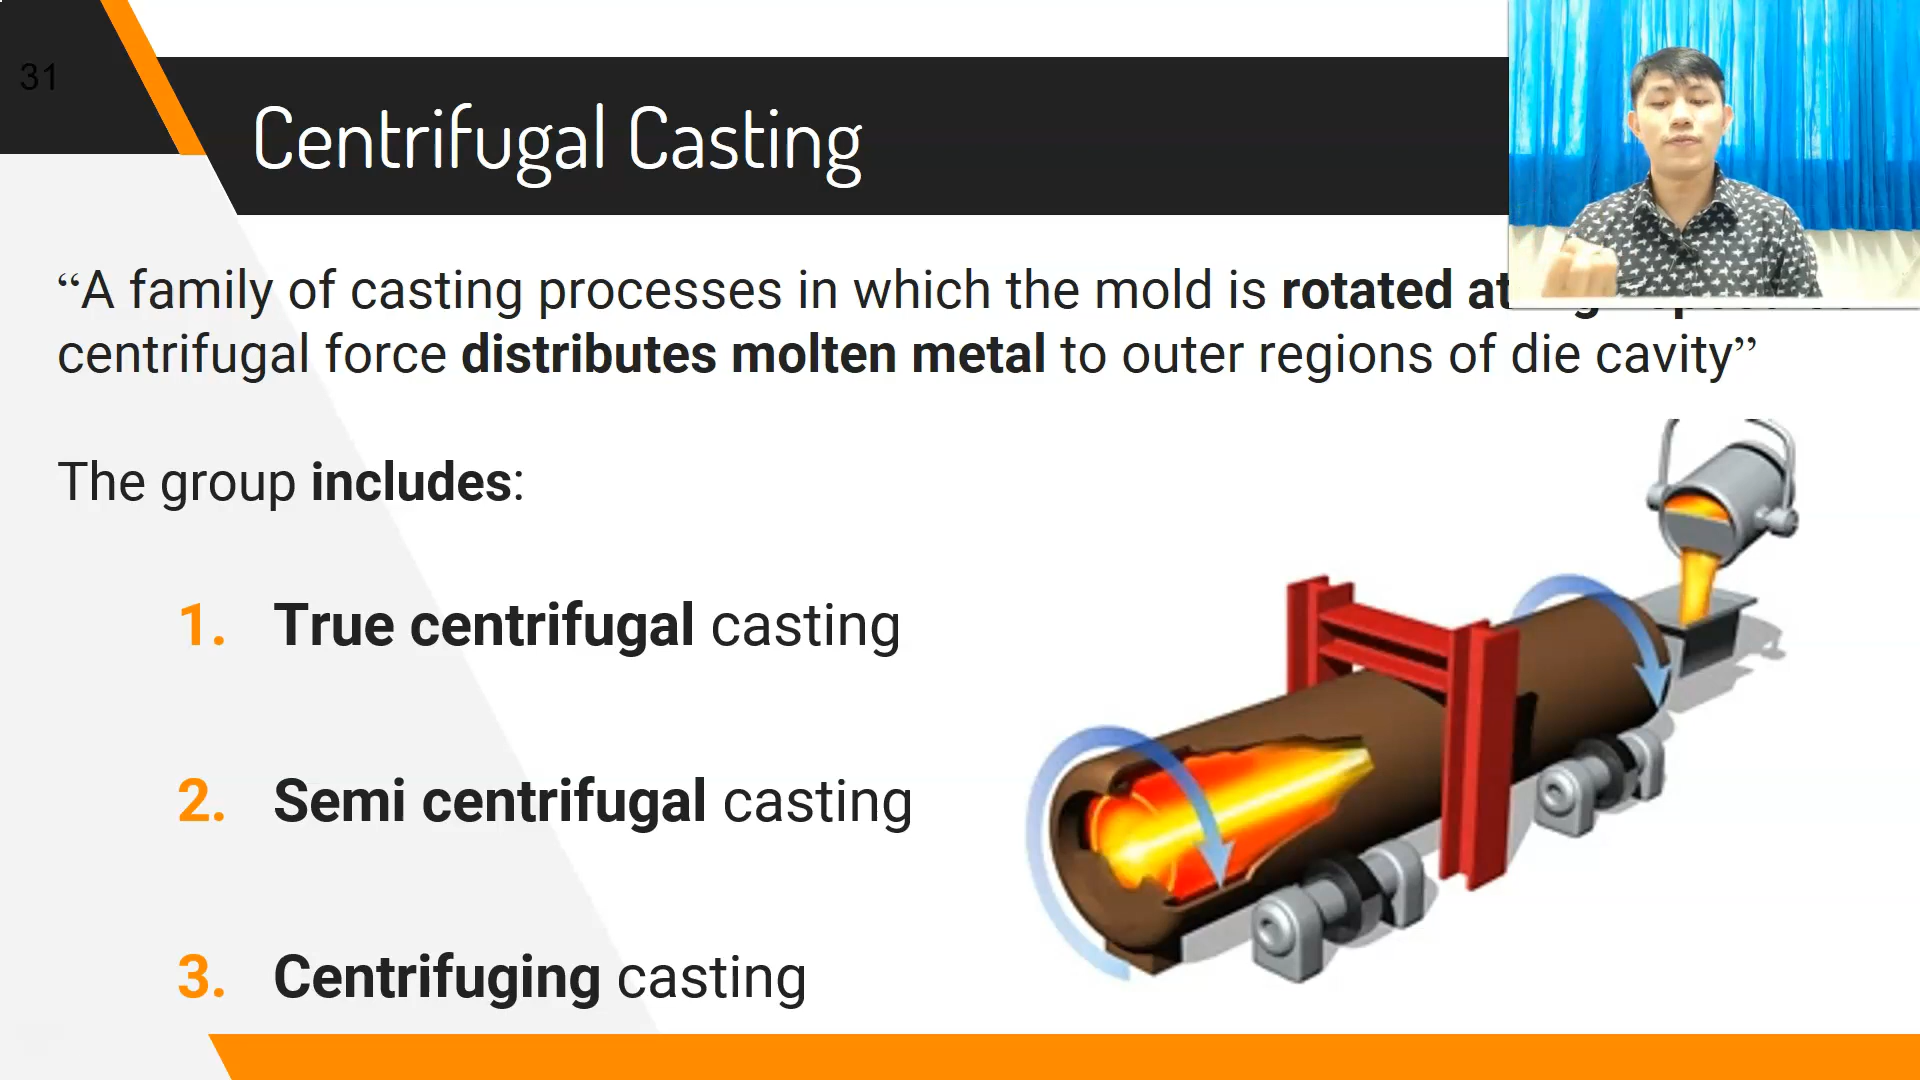 31
Centrifugal Casting
“A family of casting processes in which the mold is rotated at
centrifugal force distributes molten metal to outer regions of die cavity”
The group includes:
1. True centrifugal casting
2. Semi centrifugal casting
3. Centrifuging casting